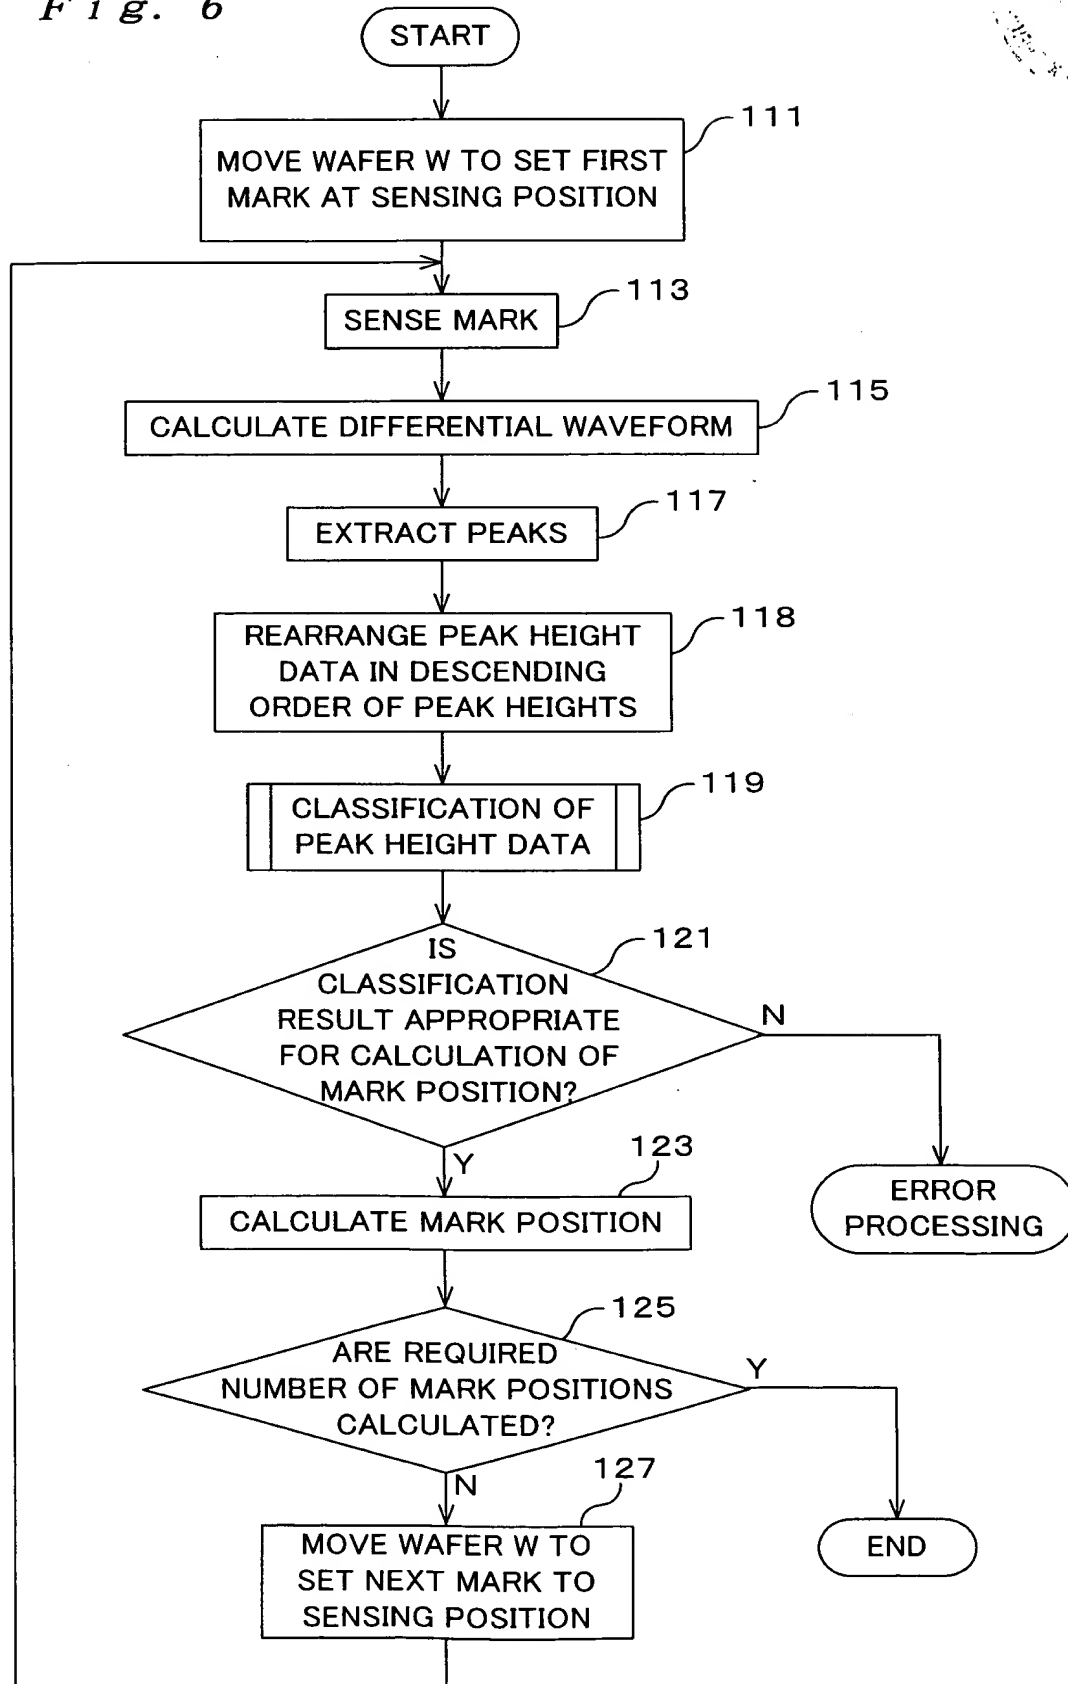 Fig. 6
START
111
MOVE WAFER W TO SET FIRST
MARK AT SENSING POSITION
113
SENSE MARK
115
CALCULATE DIFFERENTIAL WAVEFORM
117
EXTRACT PEAKS
118
REARRANGE PEAK HEIGHT
DATA IN DESCENDING
ORDER OF PEAK HEIGHTS
119
CLASSIFICATION OF
PEAK HEIGHT DATA
121
IS
CLASSIFICATION
RESULT APPROPRIATE
FOR CALCULATION OF
MARK POSITION?
N
Y
123
CALCULATE MARK POSITION
ERROR
PROCESSING
125
ARE REQUIRED
NUMBER OF MARK POSITIONS
CALCULATED?
Y
N
127
MOVE WAFER W TO
SET NEXT MARK TO
SENSING POSITION
END